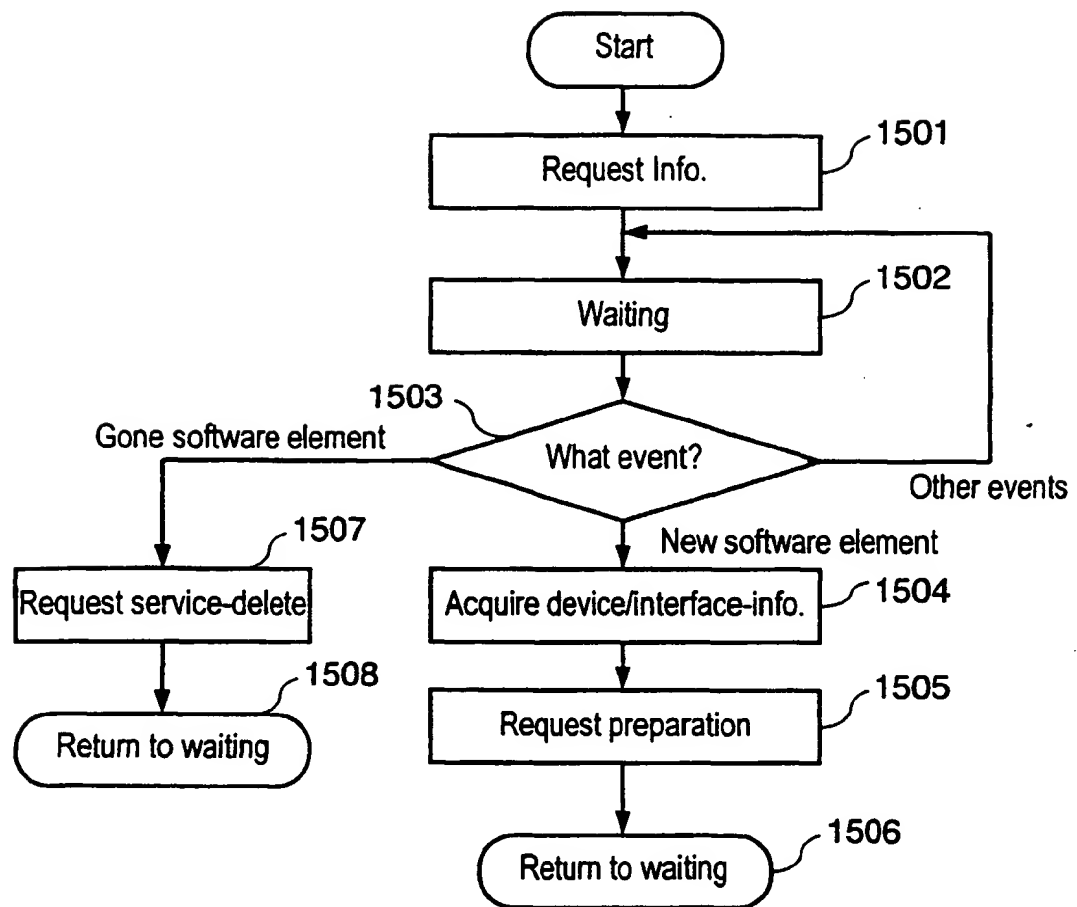 Start
1501
Request Info.
1502
Waiting
1503
Gone software element
What event?
Other events
1507
New software element
Request service-delete
Acquire device/interface-info.
1504
1508
1505
Return to waiting
Request preparation
1506
Return to waiting